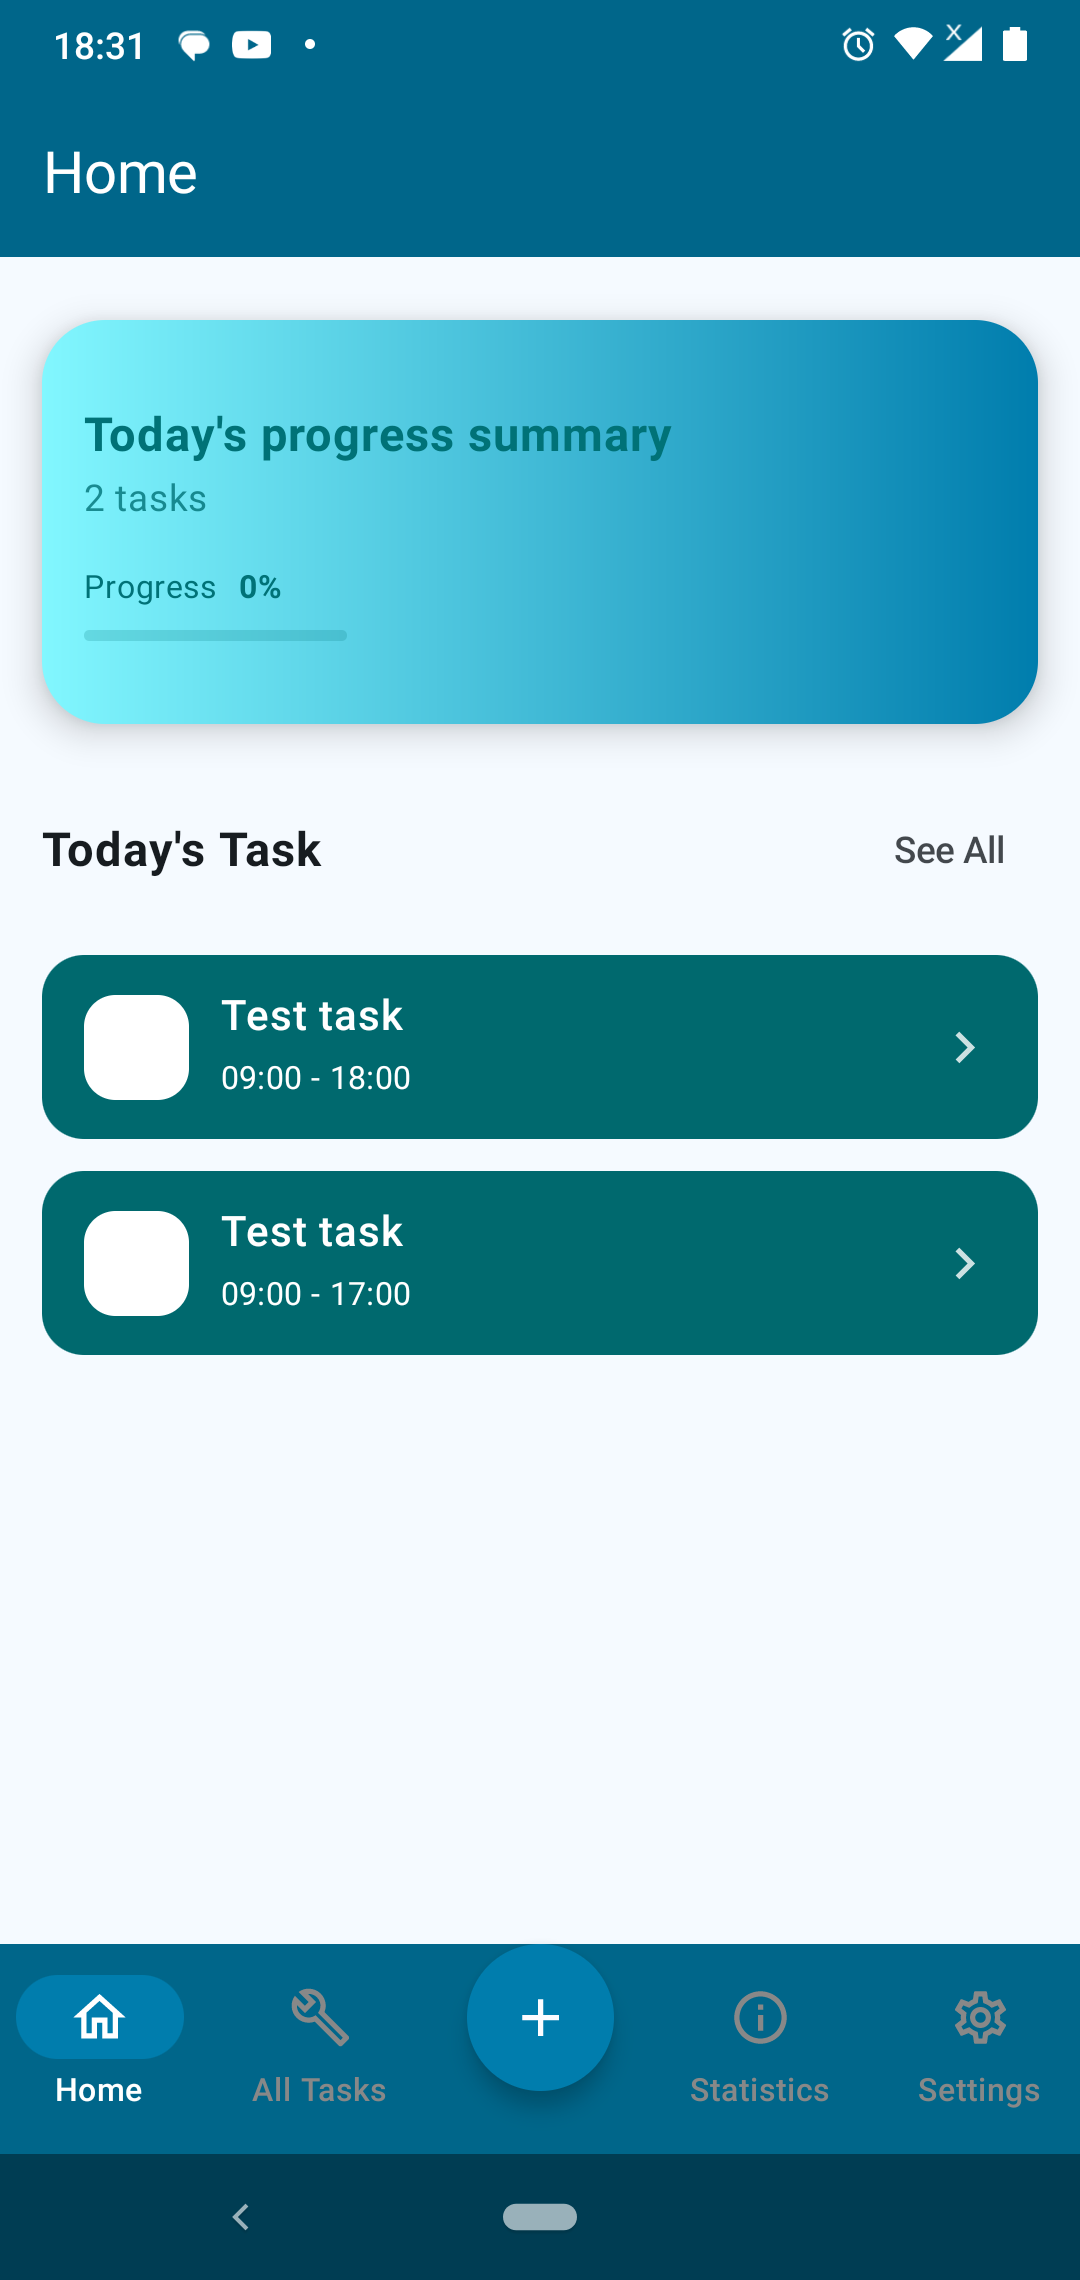 18:31
Home
Today's progress summary
2 tasks
Progress 0%
Today's Task
See All
Test task
09:00 - 18:00
Test task
09:00 - 17:00
Home
All Tasks
Statistics
Settings